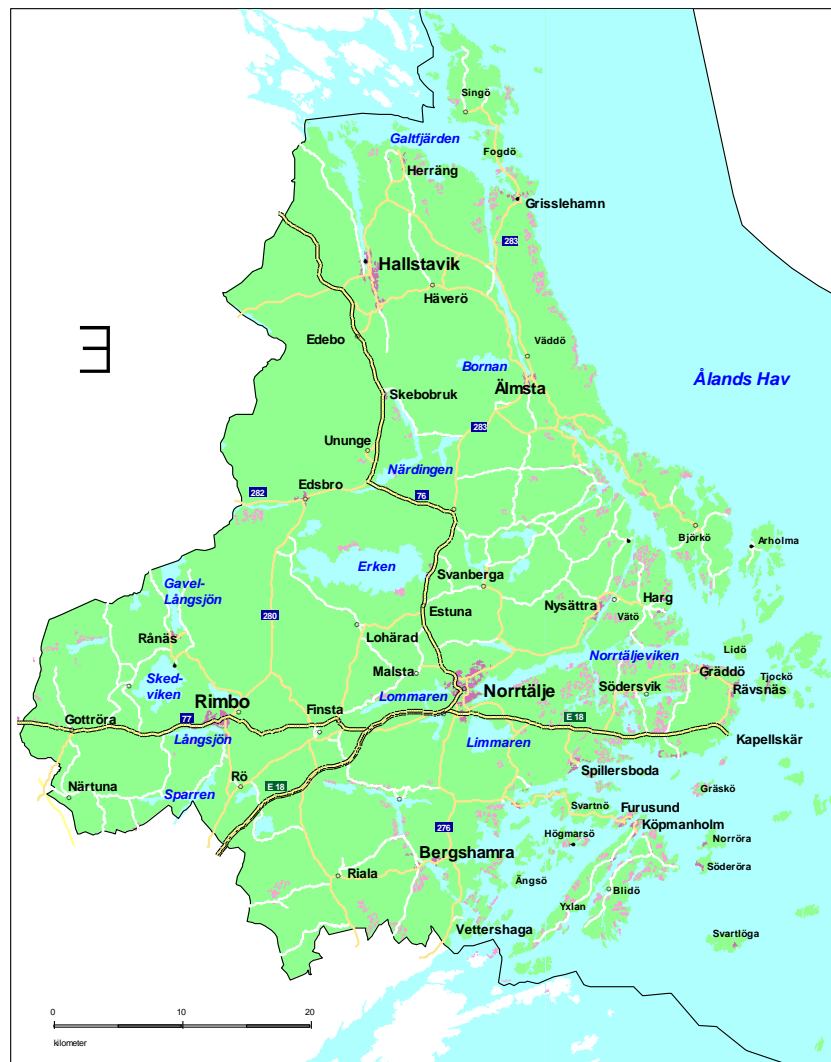 Singö
Galtfjärden
Fogdö
Herräng
Grisslehamn
283
Hallstavik
Häverö
Edebo
Väddö
Bornan
Ålands Hav
Älmsta
Skebobruk
283
Ununge
Närdingen
Edsbro
282
76
Björkö
Arholma
Erken
Svanberga
Gavel-
Långsjön
Nysättra
Harg
Estuna
Vätö
280
Lohärad
Rånäs
Lidö
Norrtäljeviken
Malsta
Gräddö
Tjockö
Sked-
viken
Rimbo
Lommaren
Norrtälje
Södersvik
Rävsnäs
Finsta
Gottröra
77
E 18
Långsjön
Limmaren
Kapellskär
Spillersboda
Rö
Närtuna
E 18
Gräskö
Sparren
Svartnö
Furusund
276
Köpmanholm
Högmarsö
Norröra
Bergshamra
Söderöra
Riala
Ängsö
Blidö
Yxlan
Vettershaga
Svartlöga
0
10
20
kilometer